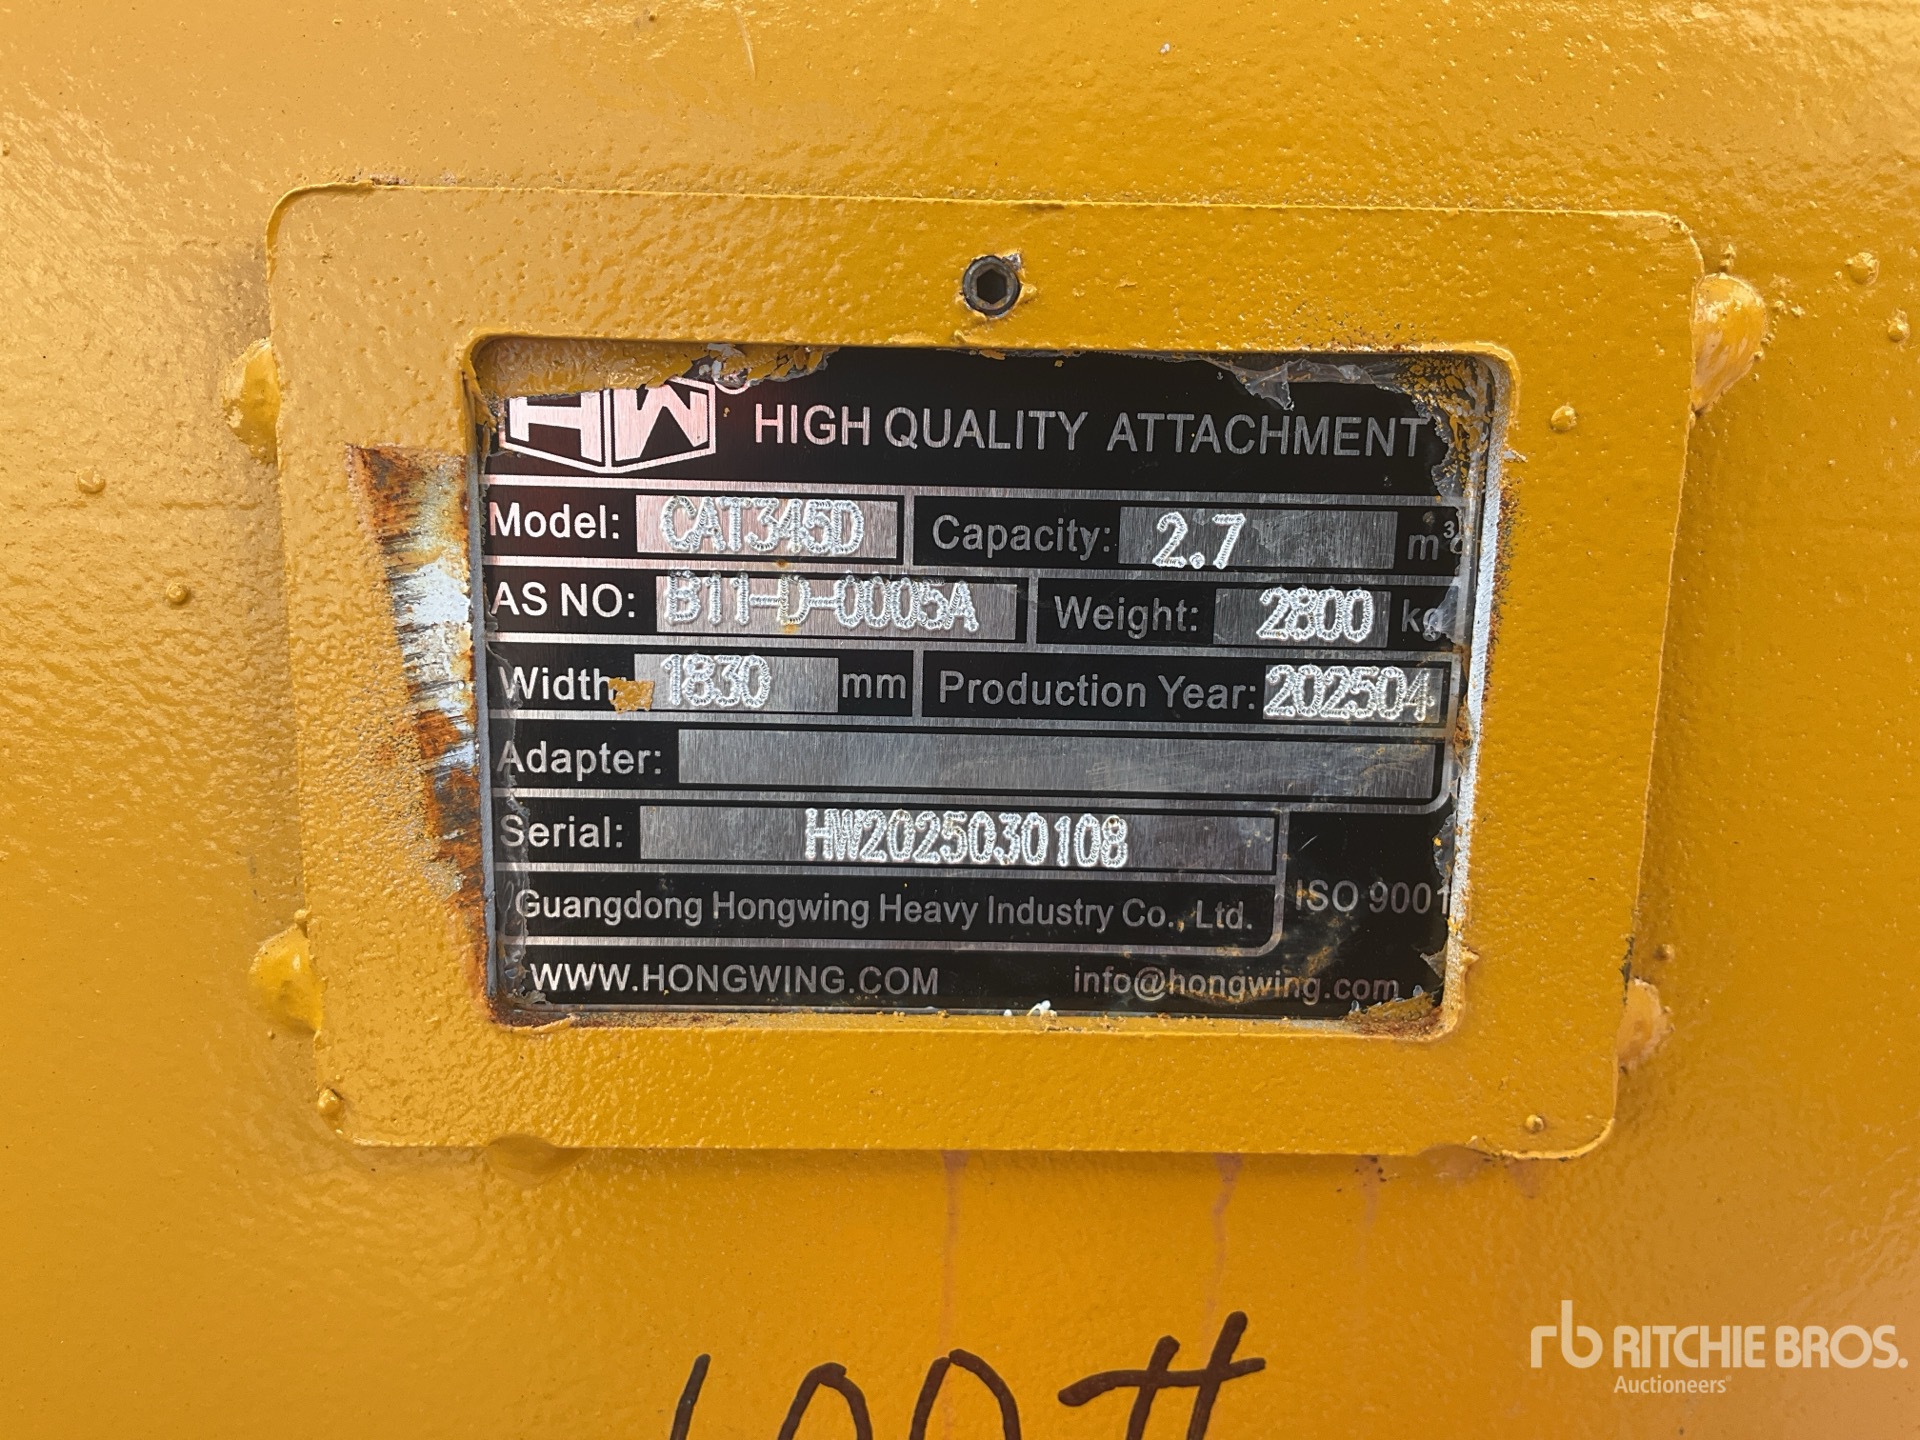 HW HIGH QUALITY ATTACHMENT
Model: CAT345D Capacity: 2.7 m³
AS NO: B11-D-0005A Weight: 2800 kg
Width: 1830 mm Production Year: 202504
Adapter:
Serial: HW2025030108
Guangdong Hongwing Heavy Industry Co., Ltd. ISO 9001
WWW.HONGWING.COM info@hongwing.com
rb RITCHIE BROS.
Auctioneers